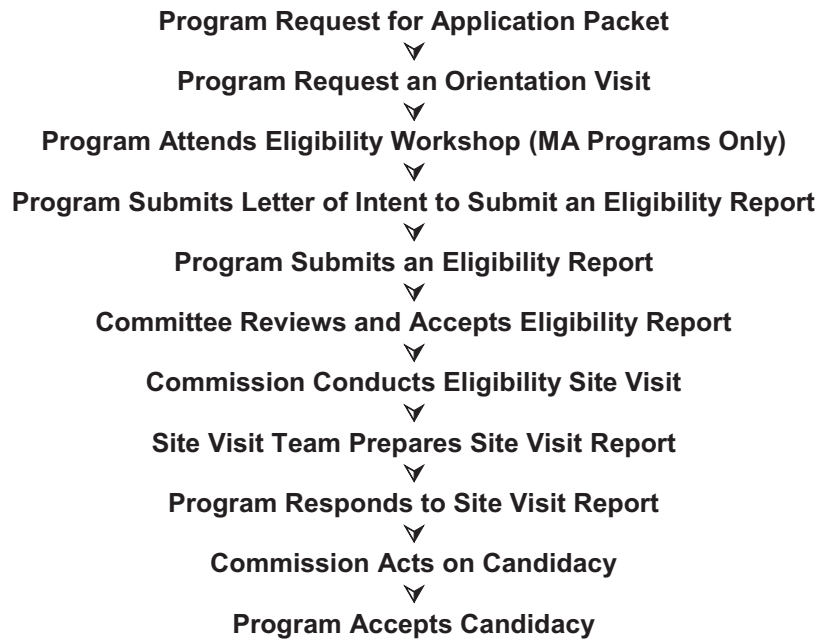 Program Request for Application Packet
Program Request an Orientation Visit
Program Attends Eligibility Workshop (MA Programs Only)
Program Submits Letter of Intent to Submit an Eligibility Report
Program Submits an Eligibility Report
Committee Reviews and Accepts Eligibility Report
Commission Conducts Eligibility Site Visit
Site Visit Team Prepares Site Visit Report
Program Responds to Site Visit Report
Commission Acts on Candidacy
Program Accepts Candidacy